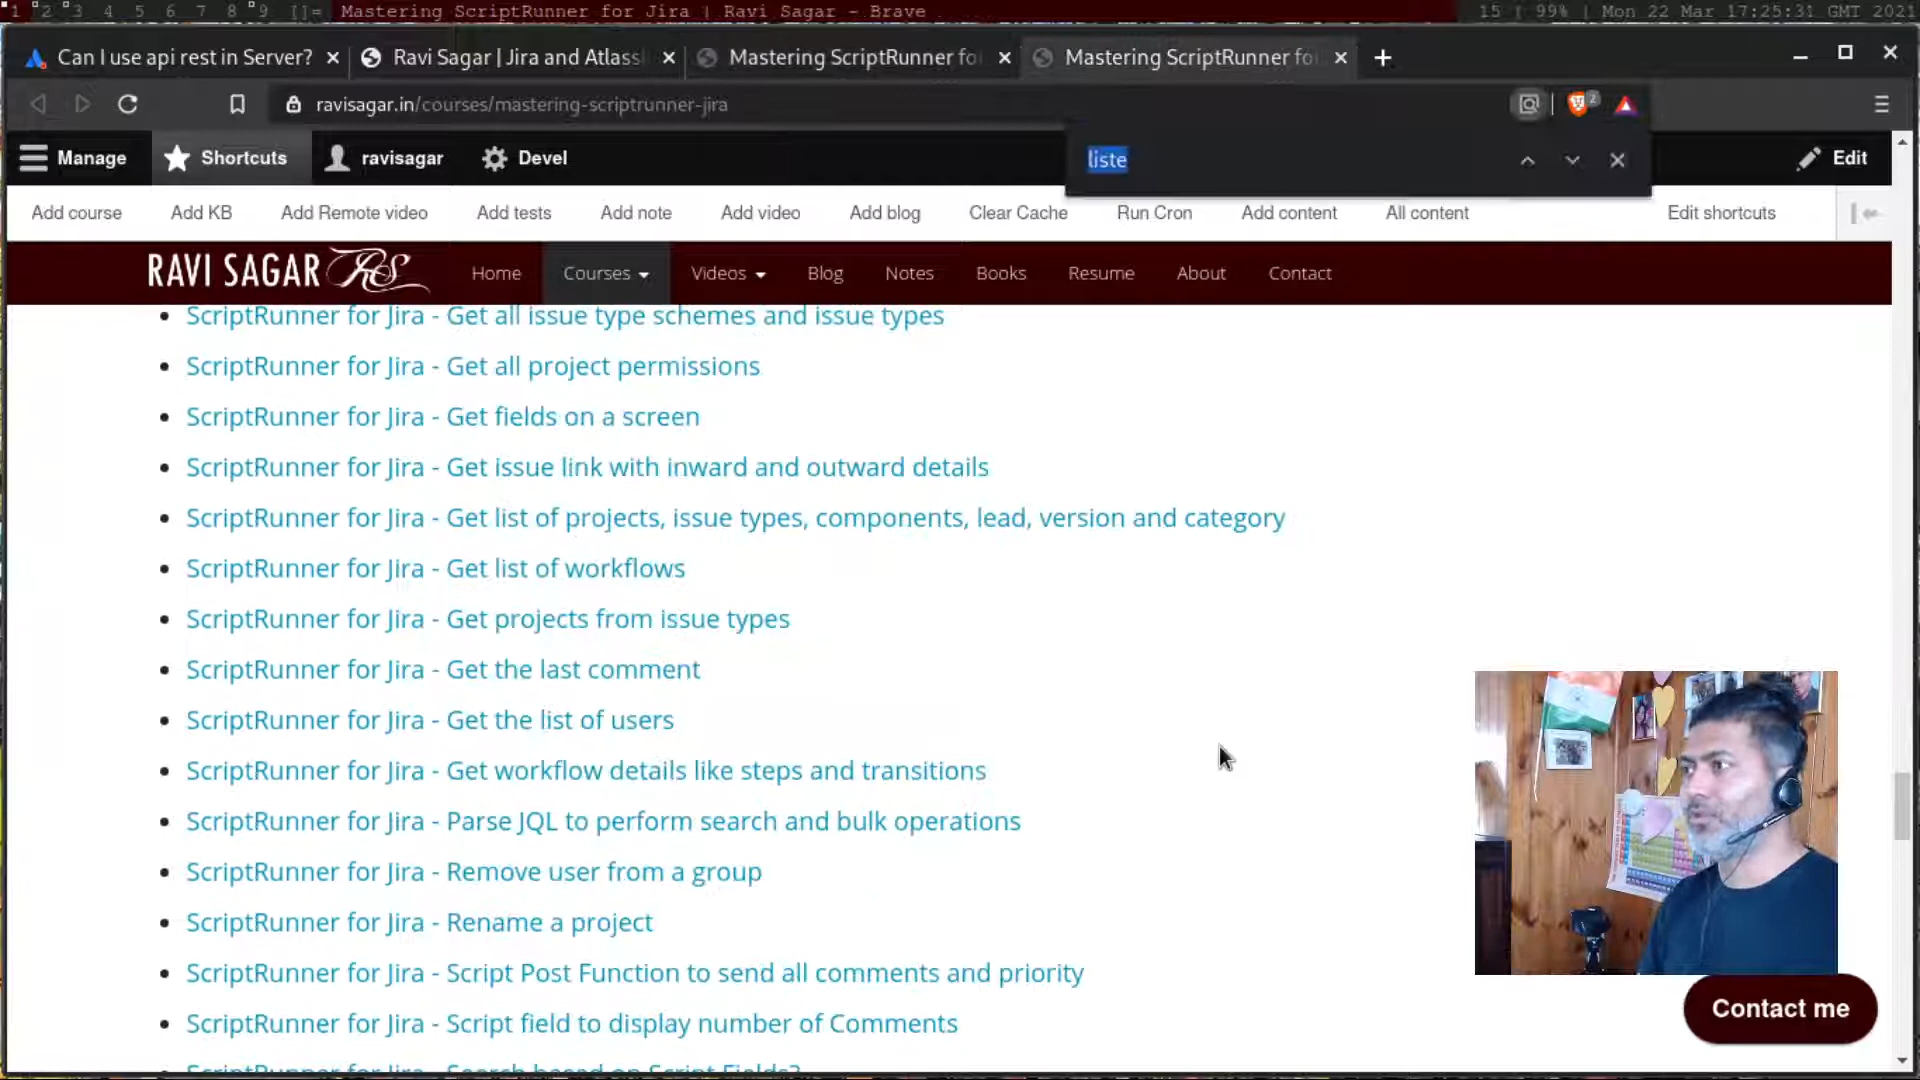 1 2 3 4 5 6 7 8 9 []= Mastering ScriptRunner for Jira | Ravi Sagar - Brave 15 | 99% | Mon 22 Mar 17:25:31 GMT 2021
Can I use api rest in Server? Ravi Sagar | Jira and Atlass Mastering ScriptRunner fo Mastering ScriptRunner fo
ravisagar.in/courses/mastering-scriptrunner-jira 2
Manage Shortcuts ravisagar Devel liste Edit
Add course Add KB Add Remote video Add tests Add note Add video Add blog Clear Cache Run Cron Add content All content Edit shortcuts
RAVI SAGAR RS Home Courses Videos Blog Notes Books Resume About Contact
ScriptRunner for Jira - Get all issue type schemes and issue types
ScriptRunner for Jira - Get all project permissions
ScriptRunner for Jira - Get fields on a screen
ScriptRunner for Jira - Get issue link with inward and outward details
ScriptRunner for Jira - Get list of projects, issue types, components, lead, version and category
ScriptRunner for Jira - Get list of workflows
ScriptRunner for Jira - Get projects from issue types
ScriptRunner for Jira - Get the last comment
ScriptRunner for Jira - Get the list of users
ScriptRunner for Jira - Get workflow details like steps and transitions
ScriptRunner for Jira - Parse JQL to perform search and bulk operations
ScriptRunner for Jira - Remove user from a group
ScriptRunner for Jira - Rename a project
ScriptRunner for Jira - Script Post Function to send all comments and priority
Contact me
ScriptRunner for Jira - Script field to display number of Comments
ScriptRunner for Jira - Search based on Script Fields?